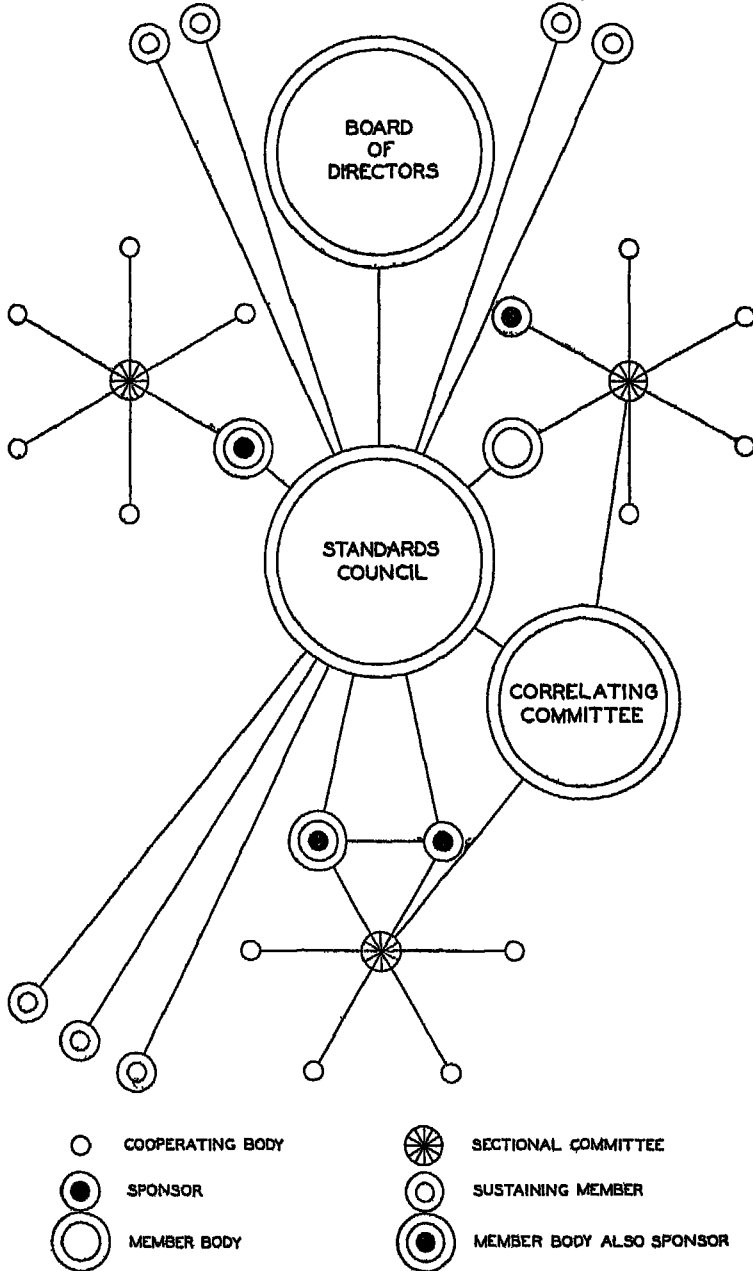 BOARD
OF
DIRECTORS
STANDARDS
COUNCIL
CORRELATING
COMMITTEE
COOPERATING BODY
SECTIONAL COMMITTEE
SPONSOR
SUSTAINING MEMBER
MEMBER BODY
MEMBER BODY ALSO SPONSOR